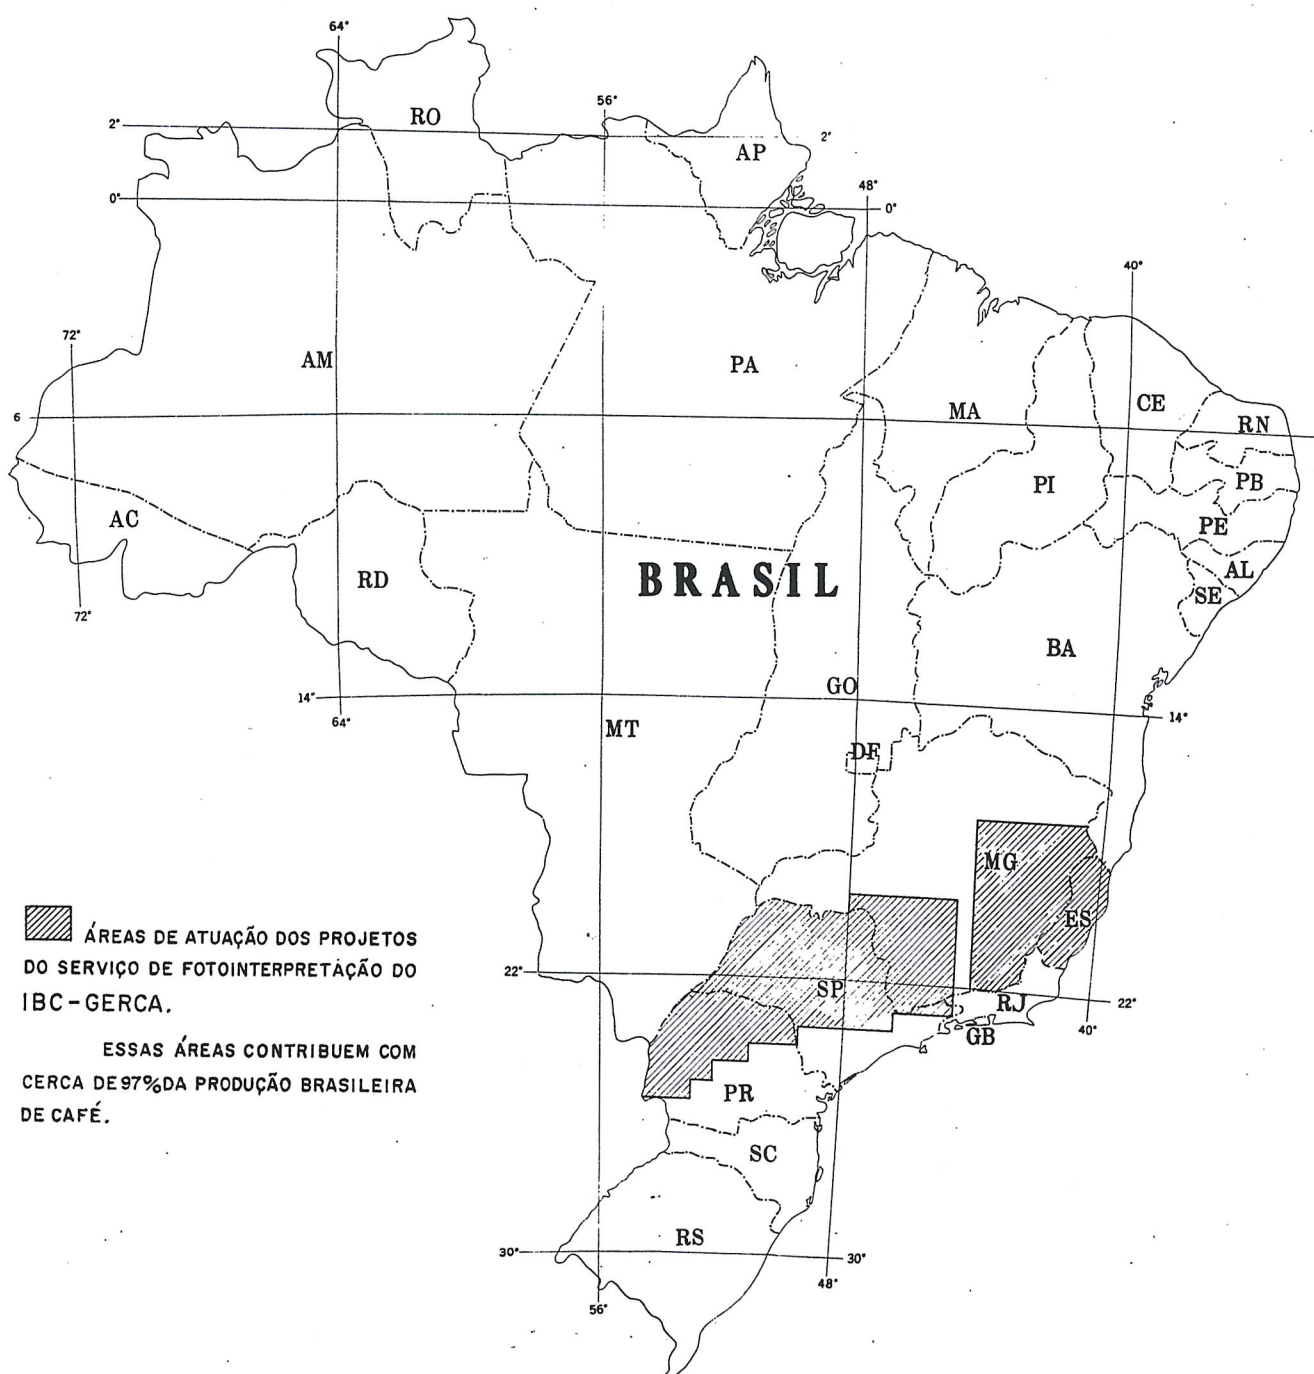 64°
RO
56°
2°
2°
AP
48°
0°
0°
40°
72°
AM
PA
6
MA
CE
RN
PI
PB
AC
PE
RD
BRASIL
AL
SE
72°
BA
GO
14°
14°
64°
MT
DF
MG
ES
ÁREAS DE ATUAÇÃO DOS PROJETOS
DO SERVIÇO DE FOTOINTERPRETAÇÃO DO
IBC-GERCA.
22°
SP
RJ
22°
GB
40°
ESSAS ÁREAS CONTRIBUEM COM
CERCA DE 97% DA PRODUÇÃO BRASILEIRA
DE CAFÉ.
PR
SC
RS
30°
30°
48°
56°